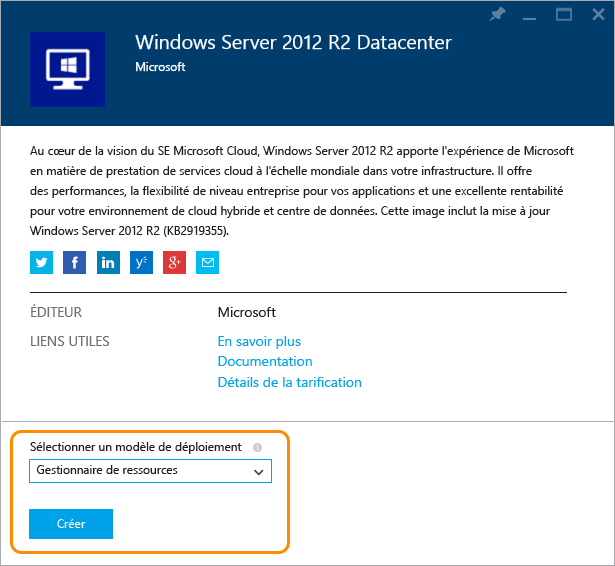 Windows Server 2012 R2 Datacenter
Microsoft
Au cœur de la vision du SE Microsoft Cloud, Windows Server 2012 R2 apporte l'expérience de Microsoft
en matière de prestation de services cloud à l'échelle mondiale dans votre infrastructure. Il offre
des performances, la flexibilité de niveau entreprise pour vos applications et une excellente rentabilité
pour votre environnement de cloud hybride et centre de données. Cette image inclut la mise à jour
Windows Server 2012 R2 (KB2919355).
f in y g+
ÉDITEUR Microsoft
LIENS UTILES En savoir plus
Documentation
Détails de la tarification
Sélectionner un modèle de déploiement i
Gestionnaire de ressources
Créer